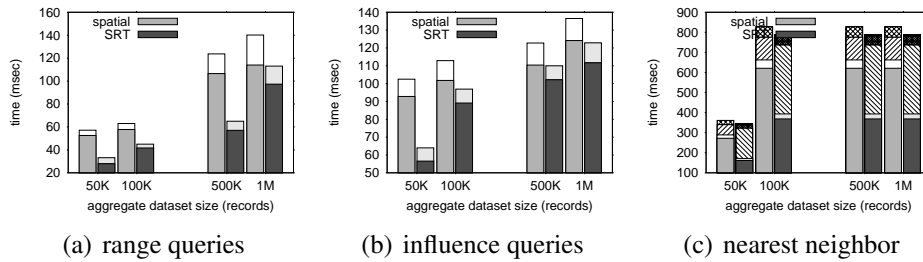 time (msec)
160
140
120
100
80
60
40
20
spatial
SRT
50K 100K 500K 1M
aggregate dataset size (records)
(a) range queries
time (msec)
140
130
120
110
100
90
80
70
60
50
spatial
SRT
50K 100K 500K 1M
aggregate dataset size (records)
(b) influence queries
time (msec)
900
800
700
600
500
400
300
200
100
spatial
50K 100K 500K 1M
aggregate dataset size (records)
(c) nearest neighbor